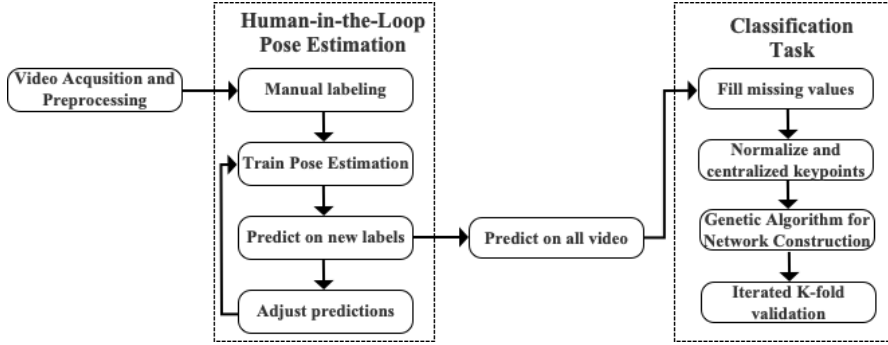 Human-in-the-Loop
Pose Estimation
Classification
Task
Video Acqusition and
Preprocessing
Manual labeling
Train Pose Estimation
Predict on new labels
Adjust predictions
Predict on all video
Fill missing values
Normalize and
centralized keypoints
Genetic Algorithm for
Network Construction
Iterated K-fold
validation